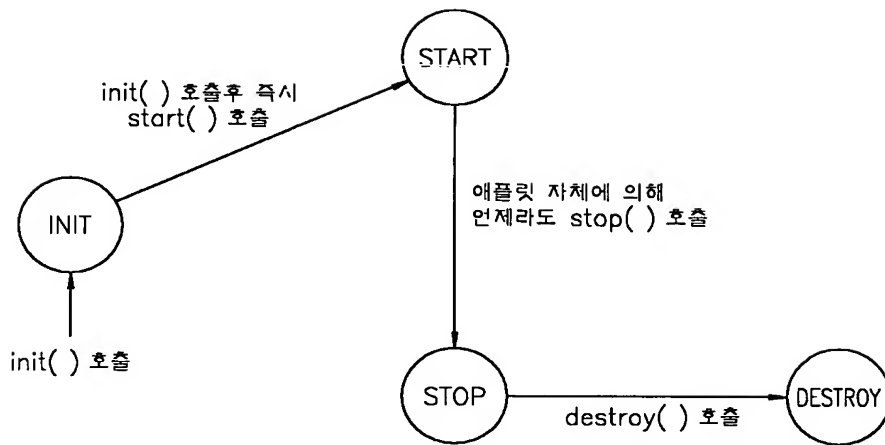 START
init( ) 호출후 즉시
start( ) 호출
애플릿 자체에 의해
언제라도 stop( ) 호출
INIT
init( ) 호출
STOP
DESTROY
destroy( ) 호출